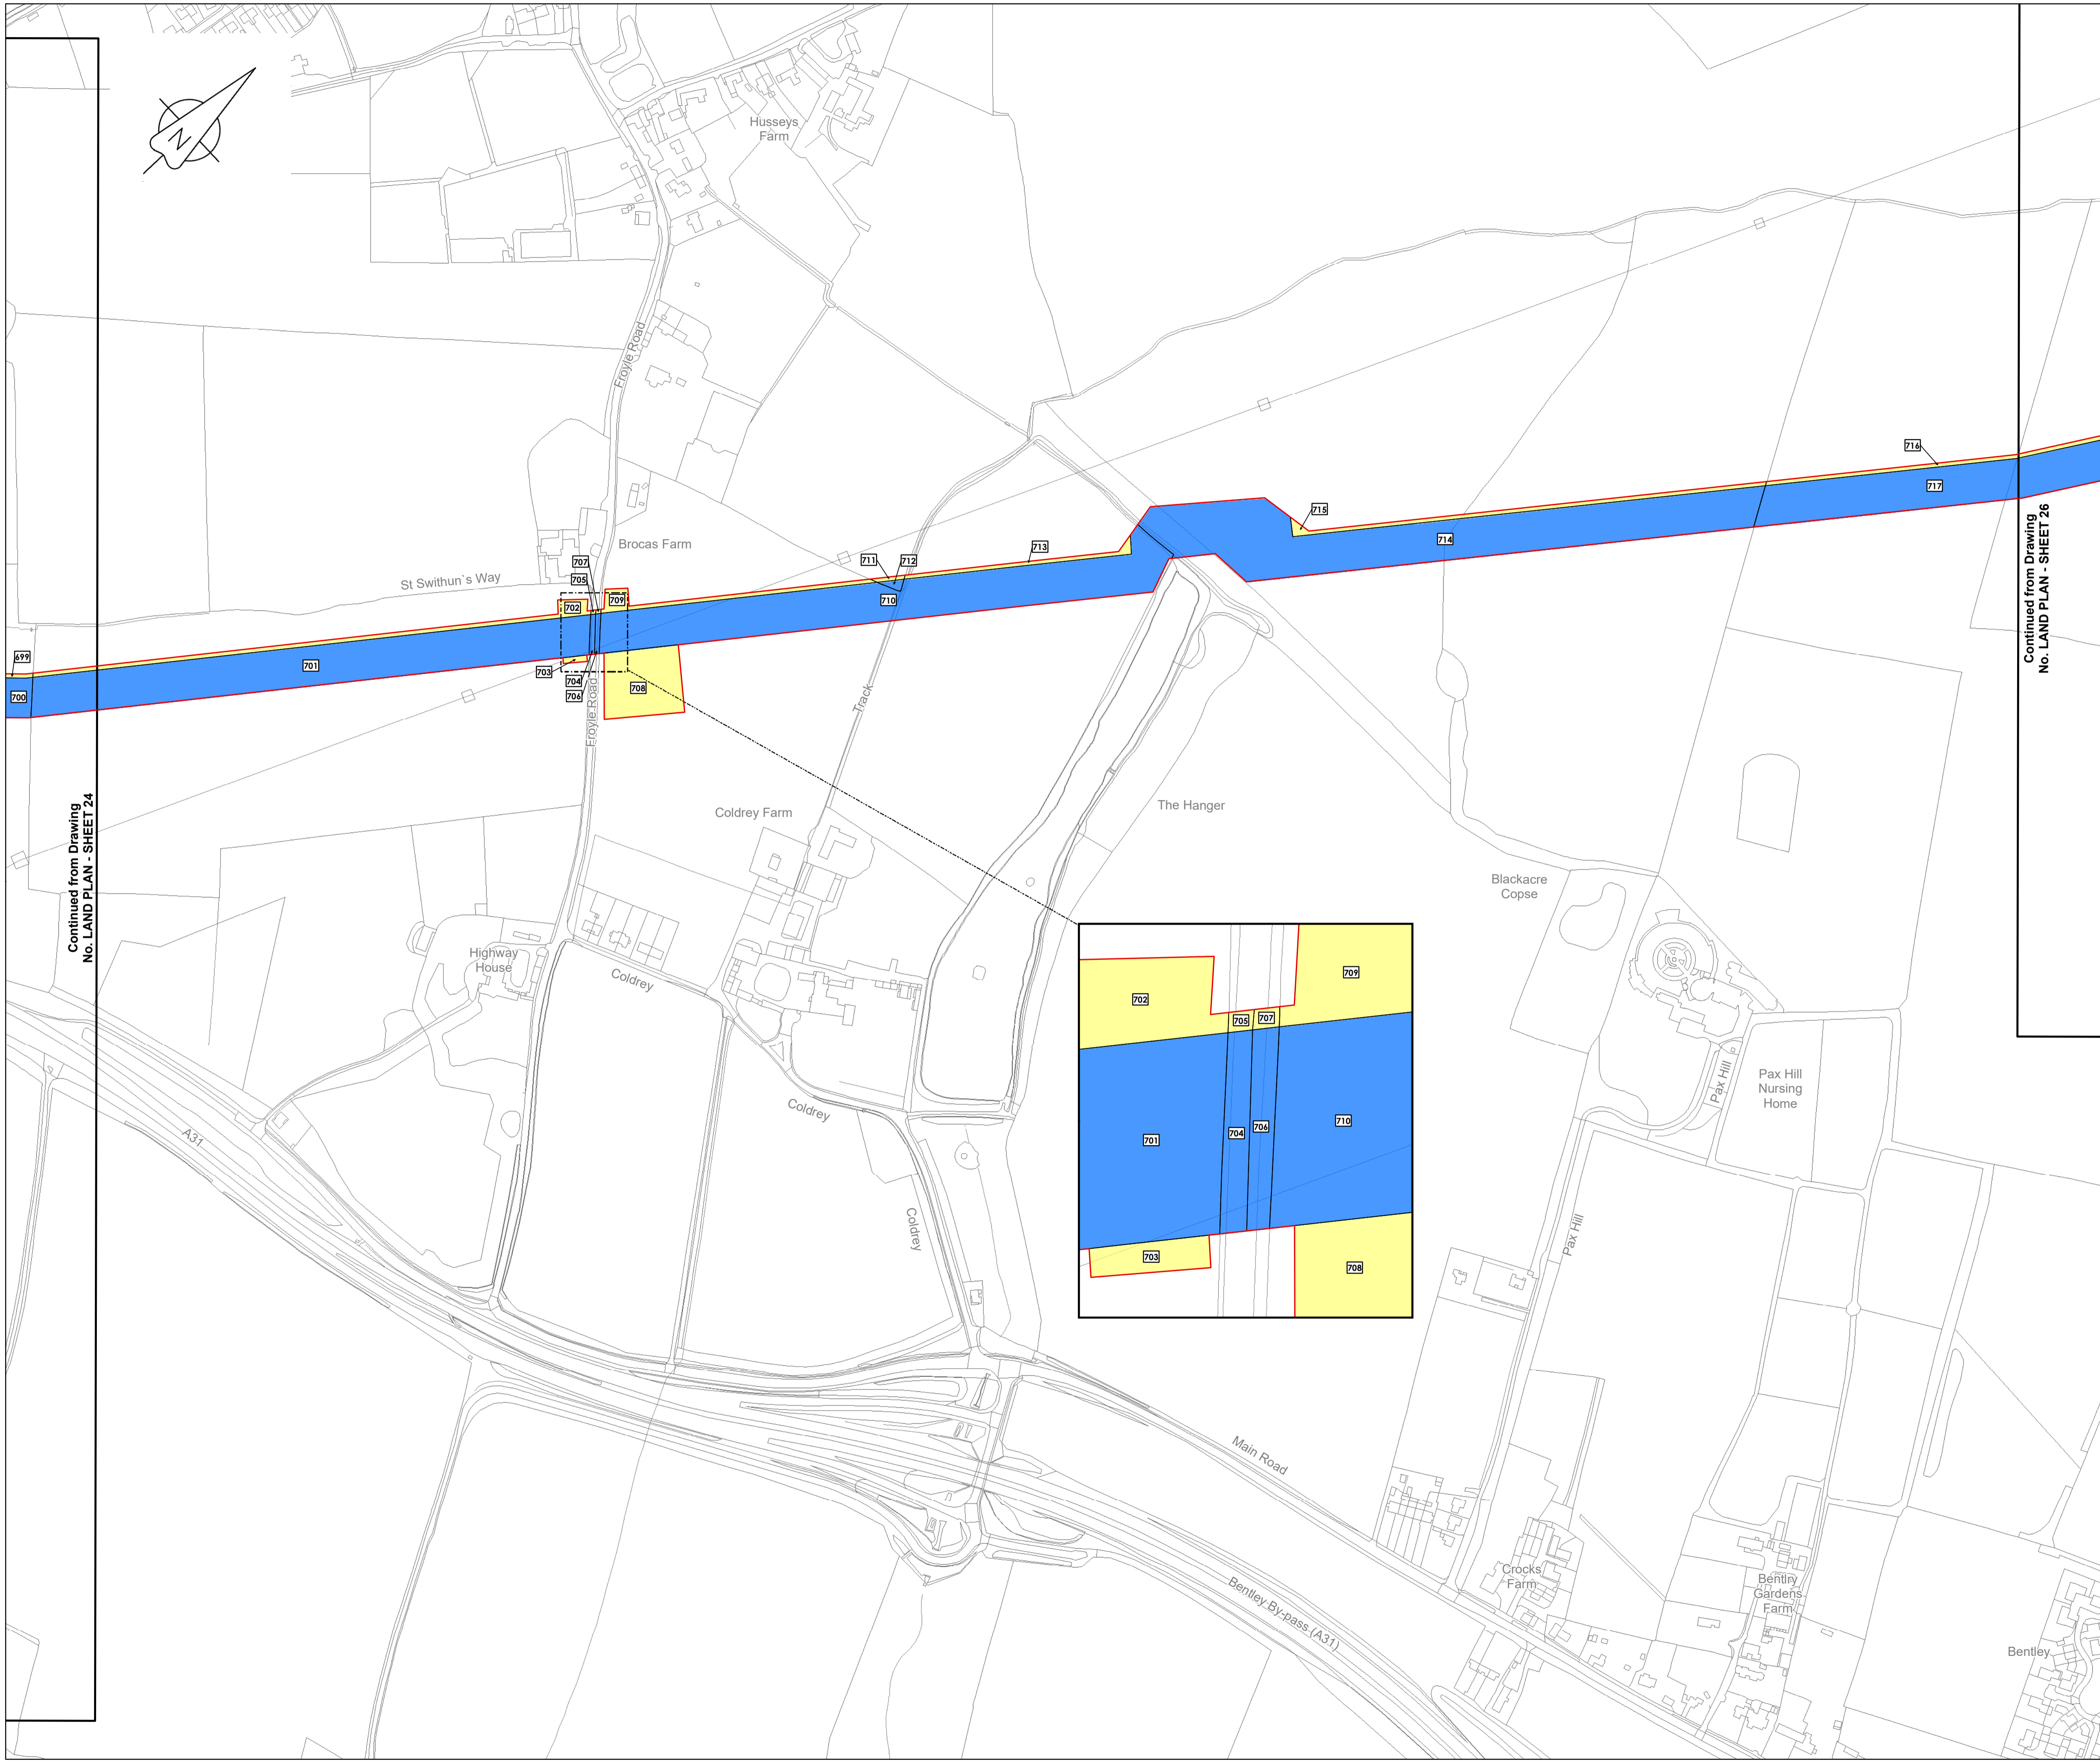 N
Husseys
Farm
Froyle Road
716
717
715
714
Continued from Drawing
No. LAND PLAN - SHEET 26
Brocas Farm
713
711
712
710
707
705
St Swithun`s Way
702
709
699
701
700
703
704
706
708
Froyle Road
Track
Continued from Drawing
No. LAND PLAN - SHEET 24
Coldrey Farm
The Hanger
Blackacre
Copse
Highway
House
Coldrey
709
702
705
707
701
704
706
710
703
708
Pax Hill
Pax Hill
Nursing
Home
Coldrey
A31
Coldrey
Pax Hill
Main Road
Bentley By-pass (A31)
Crocks
Farm
Bentlry
Gardens
Farm
Bentley